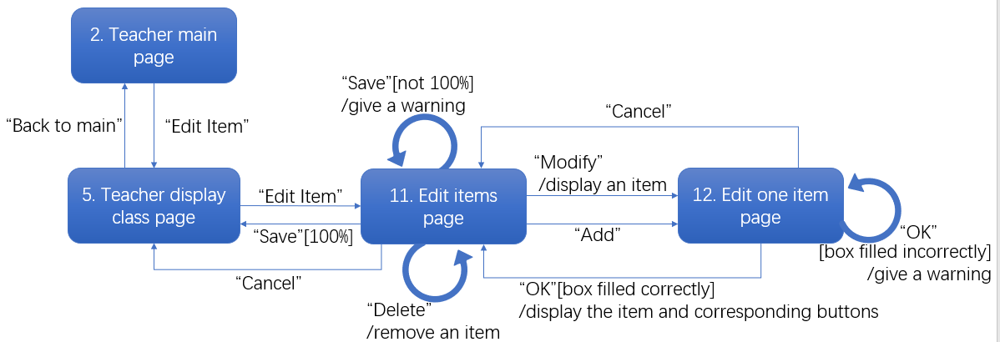 2. Teacher main
page
“Save”[not 100%]
/give a warning
“Cancel”
“Back to main”
“Edit Item”
“Modify”
/display an item
5. Teacher display
class page
“Edit Item”
11. Edit items
page
12. Edit one item
page
“Save”[100%]
“Add”
“OK”
[box filled incorrectly]
/give a warning
“Cancel”
“OK”[box filled correctly]
/display the item and corresponding buttons
“Delete”
/remove an item